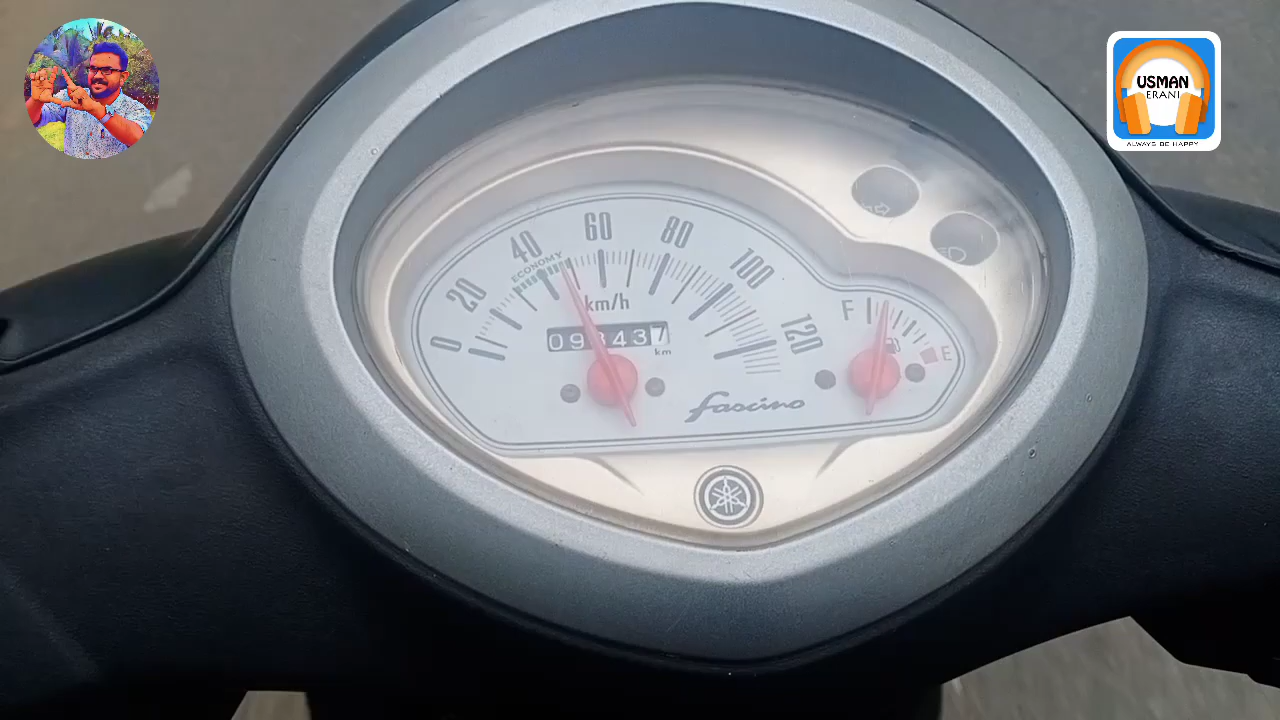 USMAN
ERANI
ALWAYS BE HAPPY
0
20
40
60
80
100
120
ECONOMY
km/h
km
F
E
fascino